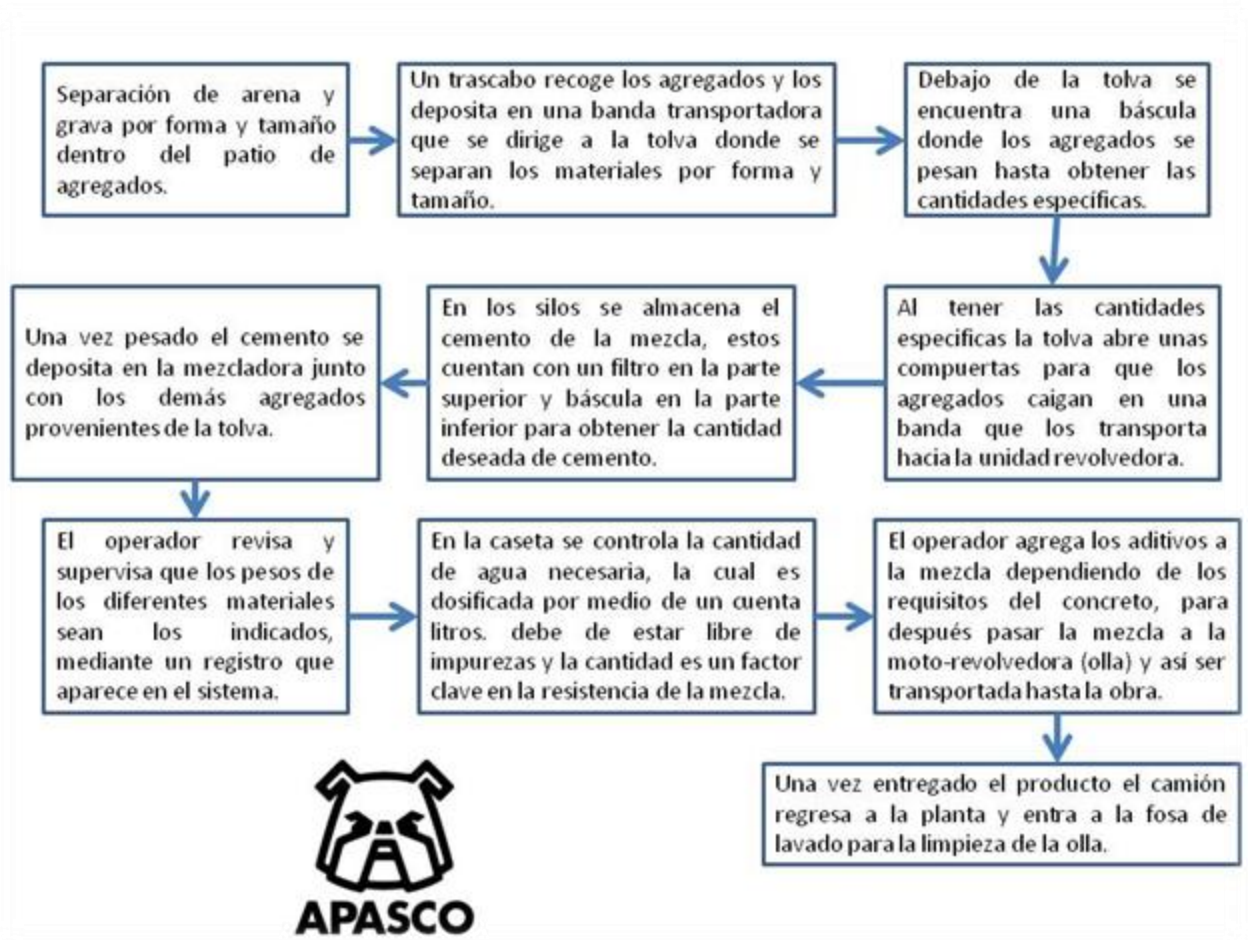 Separación de arena y
grava por forma y tamaño
dentro del patio de
agregados.
Un trascabo recoge los agregados y los
deposita en una banda transportadora
que se dirige a la tolva donde se
separan los materiales por forma y
tamaño.
Debajo de la tolva se
encuentra una báscula
donde los agregados se
pesan hasta obtener las
cantidades específicas.
Al tener las cantidades
especificas la tolva abre unas
compuertas para que los
agregados caigan en una
banda que los transporta
hacia la unidad revolvedora.
En los silos se almacena el
cemento de la mezcla, estos
cuentan con un filtro en la parte
superior y báscula en la parte
inferior para obtener la cantidad
deseada de cemento.
Una vez pesado el cemento se
deposita en la mezcladora junto
con los demás agregados
provenientes de la tolva.
El operador revisa y
supervisa que los pesos de
los diferentes materiales
sean los indicados,
mediante un registro que
aparece en el sistema.
En la caseta se controla la cantidad
de agua necesaria, la cual es
dosificada por medio de un cuenta
litros. debe de estar libre de
impurezas y la cantidad es un factor
clave en la resistencia de la mezcla.
El operador agrega los aditivos a
la mezcla dependiendo de los
requisitos del concreto, para
después pasar la mezcla a la
moto-revolvedora (olla) y así ser
transportada hasta la obra.
Una vez entregado el producto el camión
regresa a la planta y entra a la fosa de
lavado para la limpieza de la olla.
APASCO